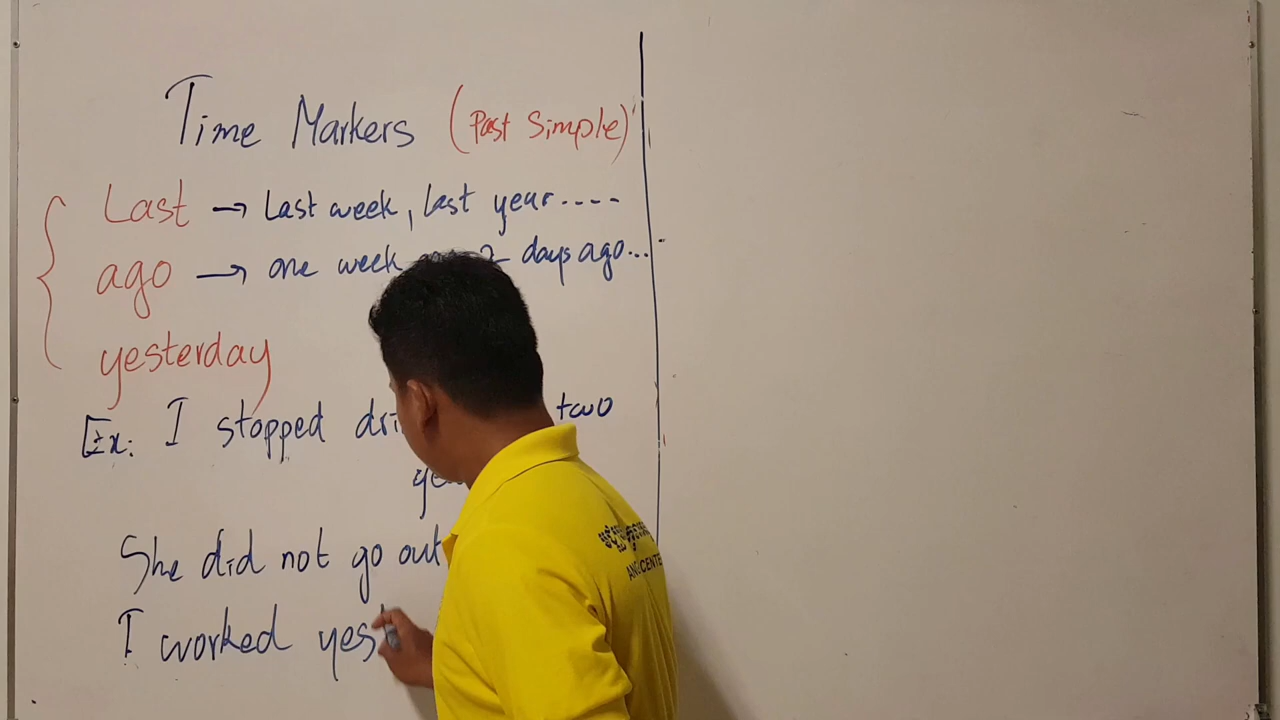 Time Markers (Past Simple)
Last → Last week, last year.....
ago → one week 2 days ago...
yesterday
Ex: I stopped two
She did not go out
I worked yes